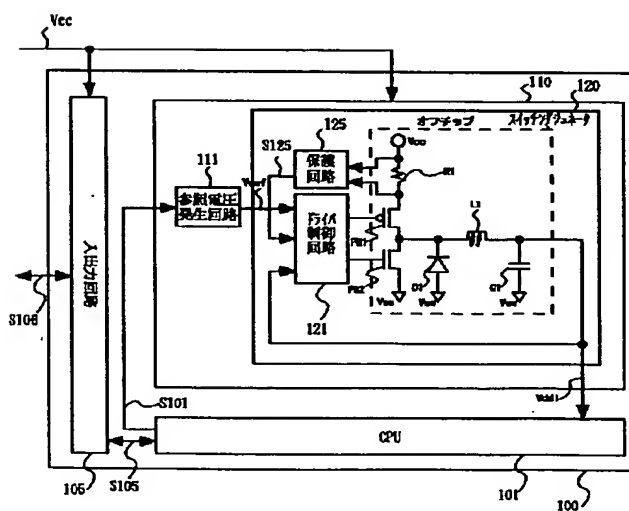 Vcc
110
120
オフチップ
スイッチングレギュレータ
125
S125
保護
回路
Vcc
R1
111
参照電圧
発生回路
Vref
ドライバ
制御
回路
L1
D1
C1
121
入出力回路
S106
S101
CPU
S105
106
101
100